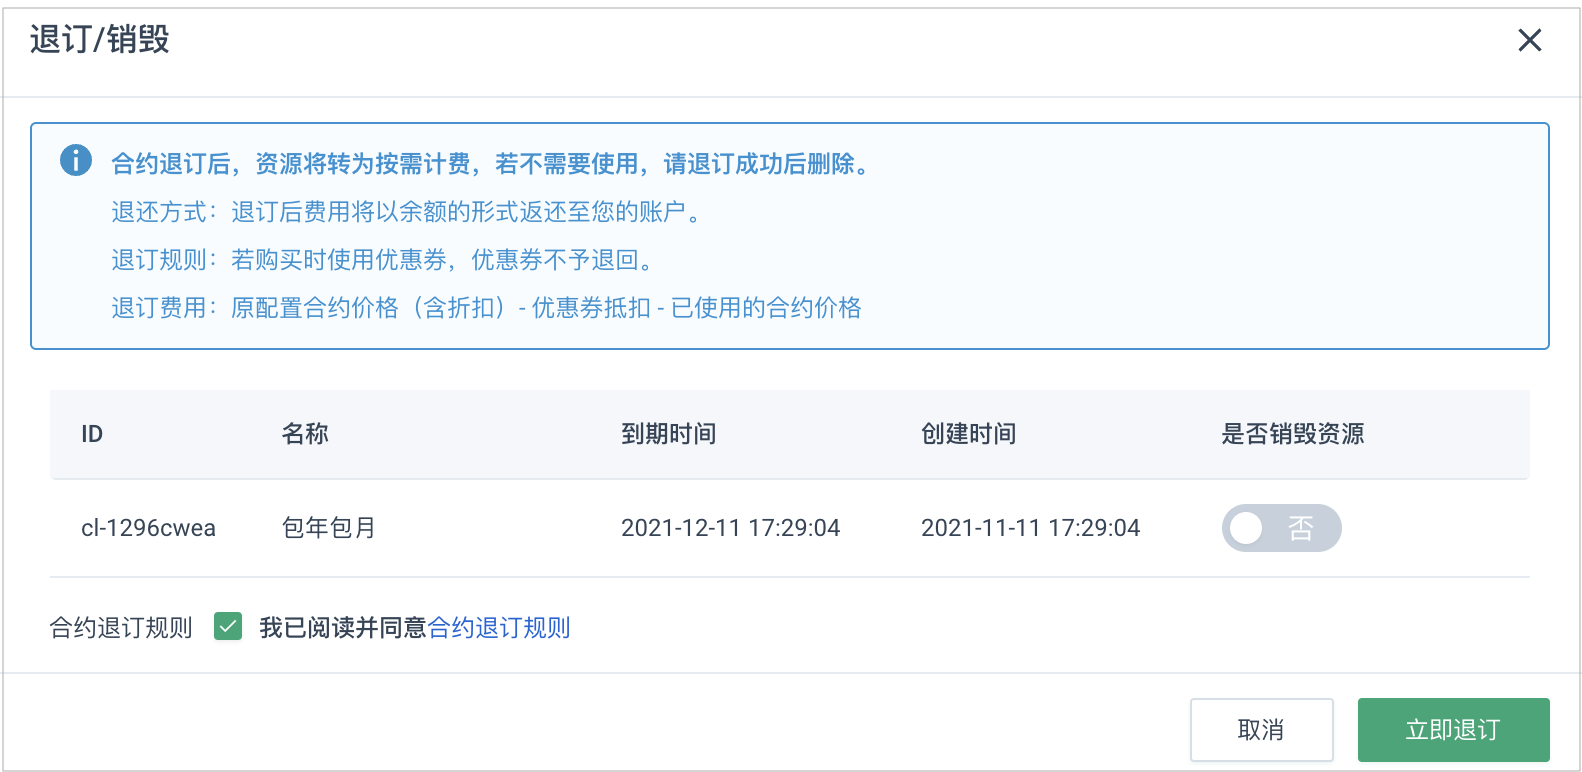 退订/销毁
合约退订后，资源将转为按需计费，若不需要使用，请退订成功后删除。
退还方式：退订后费用将以余额的形式返还至您的账户。
退订规则：若购买时使用优惠券，优惠券不予退回。
退订费用：原配置合约价格（含折扣）- 优惠券抵扣 - 已使用的合约价格
ID 名称 到期时间 创建时间 是否销毁资源
cl-1296cwea 包年包月 2021-12-11 17:29:04 2021-11-11 17:29:04 否
合约退订规则 我已阅读并同意合约退订规则
取消 立即退订